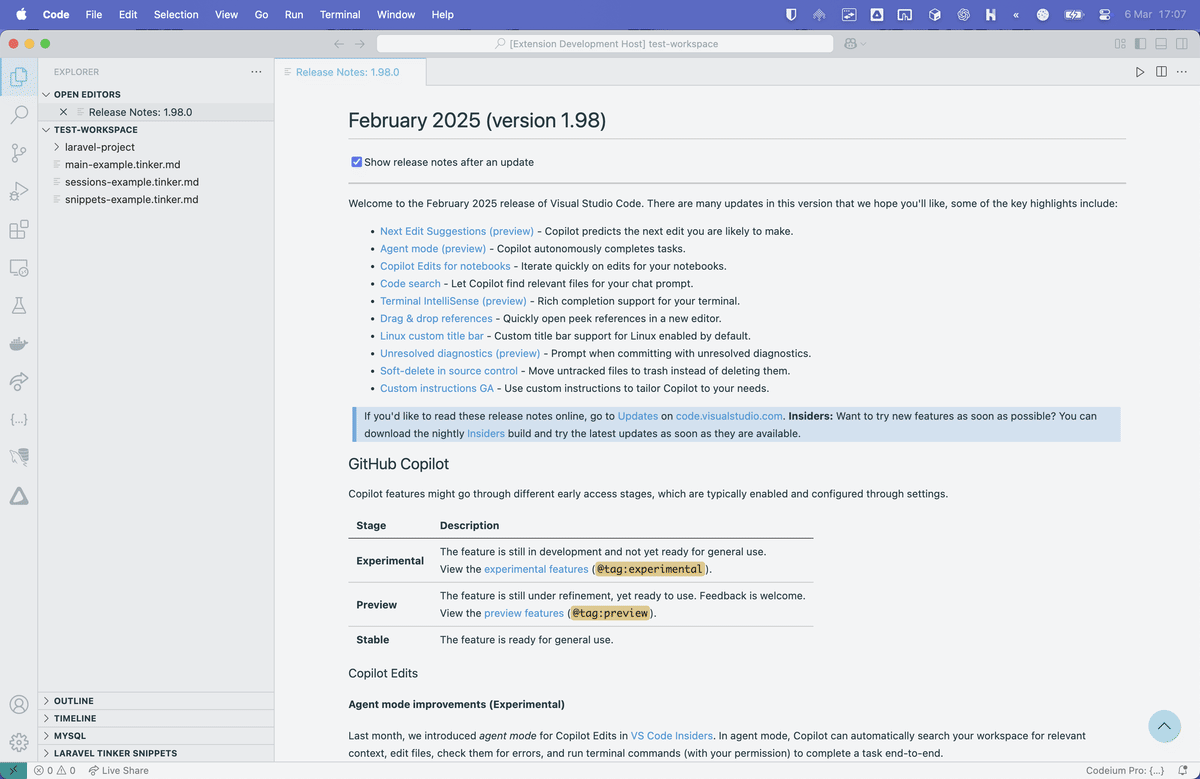 Code File Edit Selection View Go Run Terminal Window Help 6 Mar 17:07
[Extension Development Host] test-workspace
EXPLORER
OPEN EDITORS
Release Notes: 1.98.0
TEST-WORKSPACE
laravel-project
main-example.tinker.md
sessions-example.tinker.md
snippets-example.tinker.md
OUTLINE
TIMELINE
MYSQL
LARAVEL TINKER SNIPPETS
Release Notes: 1.98.0
February 2025 (version 1.98)
Show release notes after an update
Welcome to the February 2025 release of Visual Studio Code. There are many updates in this version that we hope you'll like, some of the key highlights include:
• Next Edit Suggestions (preview) - Copilot predicts the next edit you are likely to make.
• Agent mode (preview) - Copilot autonomously completes tasks.
• Copilot Edits for notebooks - Iterate quickly on edits for your notebooks.
• Code search - Let Copilot find relevant files for your chat prompt.
• Terminal IntelliSense (preview) - Rich completion support for your terminal.
• Drag & drop references - Quickly open peek references in a new editor.
• Linux custom title bar - Custom title bar support for Linux enabled by default.
• Unresolved diagnostics (preview) - Prompt when committing with unresolved diagnostics.
• Soft-delete in source control - Move untracked files to trash instead of deleting them.
• Custom instructions GA - Use custom instructions to tailor Copilot to your needs.
If you'd like to read these release notes online, go to Updates on code.visualstudio.com. Insiders: Want to try new features as soon as possible? You can
download the nightly Insiders build and try the latest updates as soon as they are available.
GitHub Copilot
Copilot features might go through different early access stages, which are typically enabled and configured through settings.
Stage Description
Experimental The feature is still in development and not yet ready for general use.
View the experimental features (@tag:experimental).
Preview The feature is still under refinement, yet ready to use. Feedback is welcome.
View the preview features (@tag:preview).
Stable The feature is ready for general use.
Copilot Edits
Agent mode improvements (Experimental)
Last month, we introduced agent mode for Copilot Edits in VS Code Insiders. In agent mode, Copilot can automatically search your workspace for relevant
context, edit files, check them for errors, and run terminal commands (with your permission) to complete a task end-to-end.
0 0 Live Share Codeium Pro: {...}